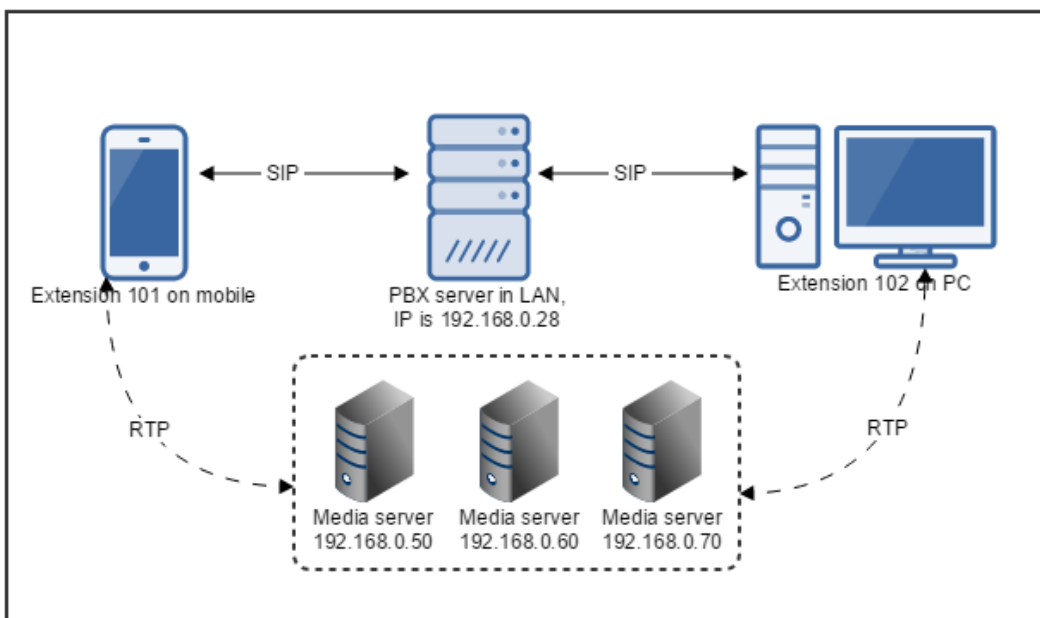 SIP
SIP
Extension 101 on mobile
PBX server in LAN,
IP is 192.168.0.28
Extension 102 on PC
RTP
RTP
Media server
192.168.0.50
Media server
192.168.0.60
Media server
192.168.0.70